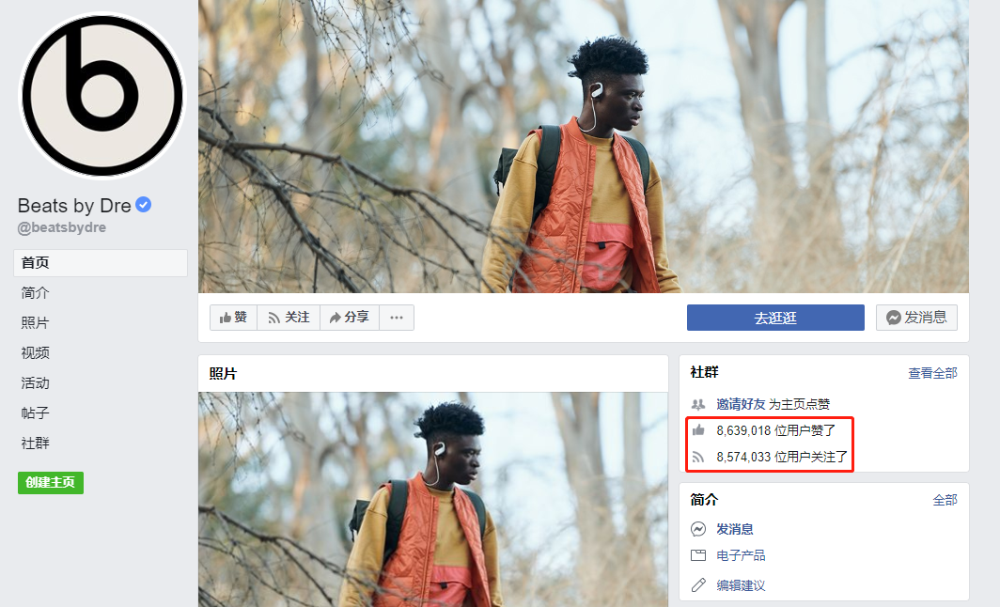 b
Beats by Dre
@beatsbydre
首页
简介
照片
视频
活动
帖子
社群
创建主页
赞 关注 分享 ...
去逛逛 发消息
照片
社群 查看全部
邀请好友 为主页点赞
8,639,018 位用户赞了
8,574,033 位用户关注了
简介 全部
发消息
电子产品
编辑建议